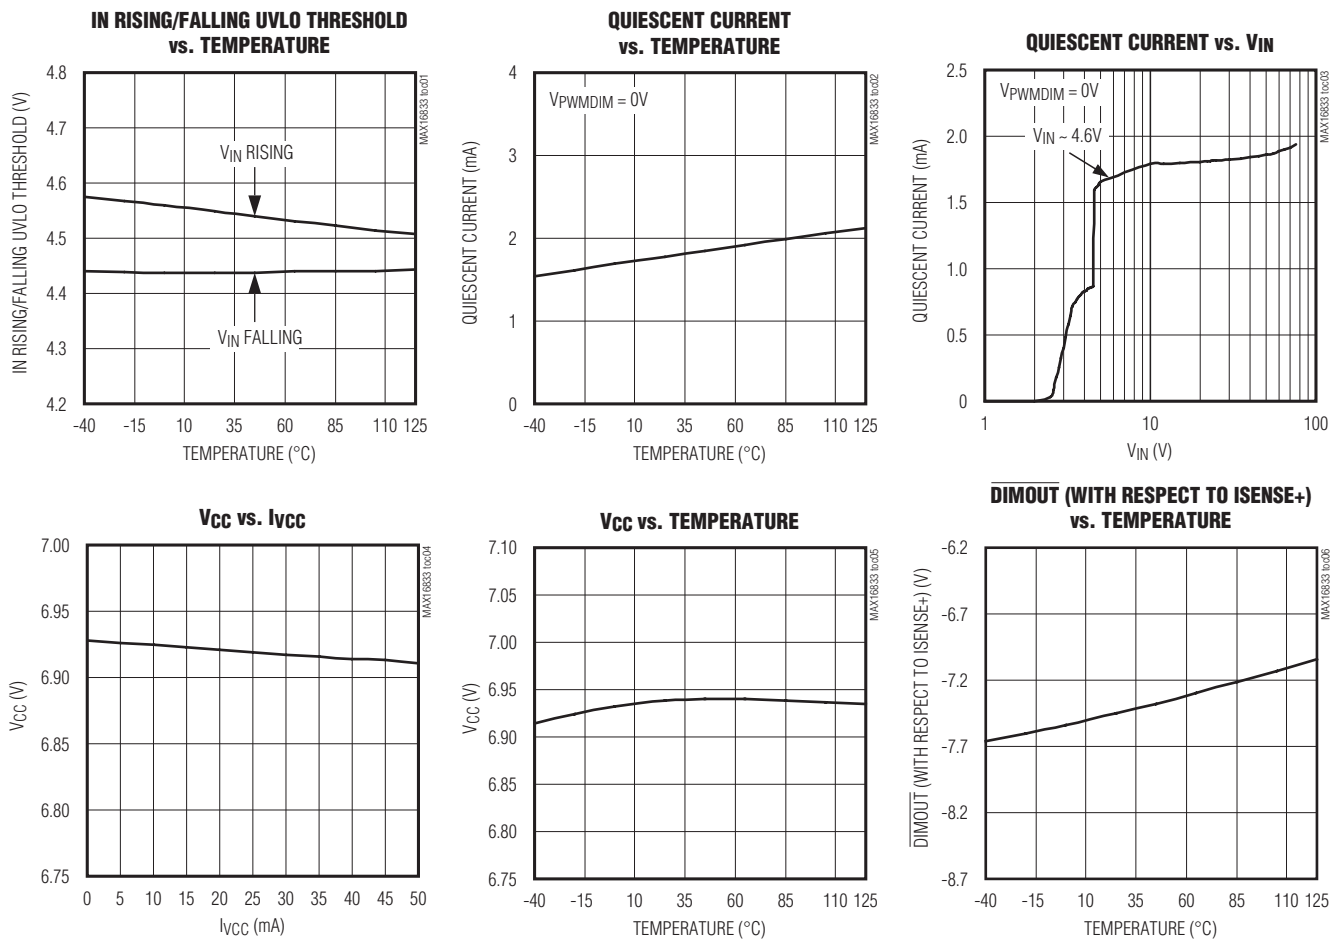 IN RISING/FALLING UVLO THRESHOLD
vs. TEMPERATURE
IN RISING/FALLING UVLO THRESHOLD (V)
4.8
4.7
4.6
4.5
4.4
4.3
4.2
VIN RISING
VIN FALLING
MAX16833 toc01
-40 -15 10 35 60 85 110 125
TEMPERATURE (°C)
QUIESCENT CURRENT
vs. TEMPERATURE
QUIESCENT CURRENT (mA)
4
3
2
1
0
VPWMDIM = 0V
MAX16833 toc02
-40 -15 10 35 60 85 110 125
TEMPERATURE (°C)
QUIESCENT CURRENT vs. VIN
QUIESCENT CURRENT (mA)
2.5
2.0
1.5
1.0
0.5
0
VPWMDIM = 0V
VIN ~ 4.6V
MAX16833 toc03
1 10 100
VIN (V)
VCC vs. IVCC
VCC (V)
7.00
6.95
6.90
6.85
6.80
6.75
MAX16833 toc04
0 5 10 15 20 25 30 35 40 45 50
IVCC (mA)
VCC vs. TEMPERATURE
VCC (V)
7.10
7.05
7.00
6.95
6.90
6.85
6.80
6.75
MAX16833 toc05
-40 -15 10 35 60 85 110 125
TEMPERATURE (°C)
DIMOUT (WITH RESPECT TO ISENSE+)
vs. TEMPERATURE
DIMOUT (WITH RESPECT TO ISENSE+) (V)
-6.2
-6.7
-7.2
-7.7
-8.2
-8.7
MAX16833 toc06
-40 -15 10 35 60 85 110 125
TEMPERATURE (°C)